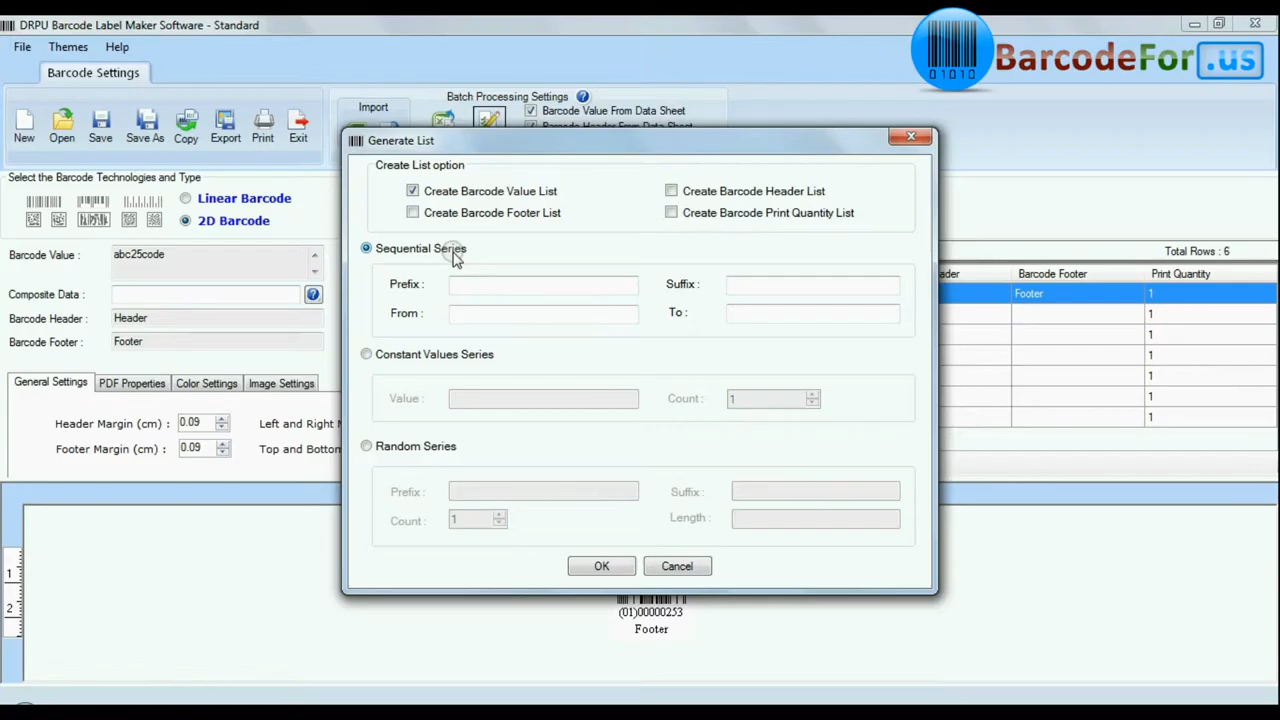 DRPU Barcode Label Maker Software - Standard
File Themes Help
BarcodeFor.us
01010
Barcode Settings
New Open Save Save As Copy Export Print Exit
Import
Batch Processing Settings
Barcode Value From Data Sheet
Barcode Header From Data Sheet
Select the Barcode Technologies and Type
Linear Barcode
2D Barcode
Barcode Value : abc25code
Composite Data :
Barcode Header : Header
Barcode Footer : Footer
General Settings PDF Properties Color Settings Image Settings
Header Margin (cm) : 0.09 Left and Right
Footer Margin (cm) : 0.09 Top and Bottom
Generate List
Create List option
Create Barcode Value List Create Barcode Header List
Create Barcode Footer List Create Barcode Print Quantity List
Sequential Series
Prefix : Suffix :
From : To :
Constant Values Series
Value : Count : 1
Random Series
Prefix : Suffix :
Count : 1 Length :
OK Cancel
Total Rows : 6
Barcode Footer Print Quantity
Footer 1
1
1
1
1
1
1
1
2
(01)00000253
Footer